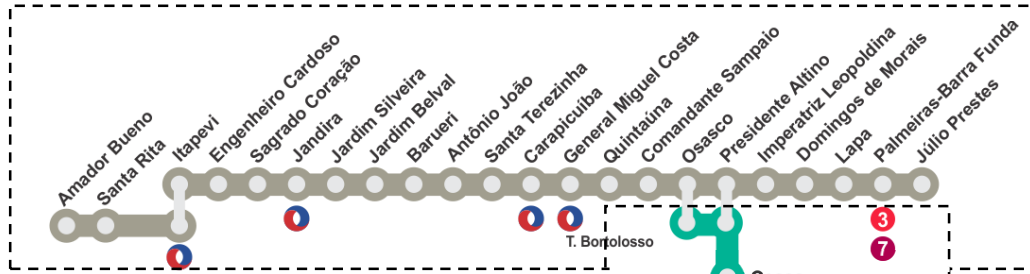 Amador Bueno
Santa Rita
Itapevi
Engenheiro Cardoso
Sagrado Coração
Jandira
Jardim Silveira
Jardim Belval
Barueri
Antônio João
Santa Terezinha
Carapicuíba
General Miguel Costa
Quintaúna
Comandante Sampaio
Osasco
Presidente Altino
Imperatriz Leopoldina
Domingos de Morais
Lapa
Palmeiras-Barra Funda
Júlio Prestes
3
7
T. Bortolosso